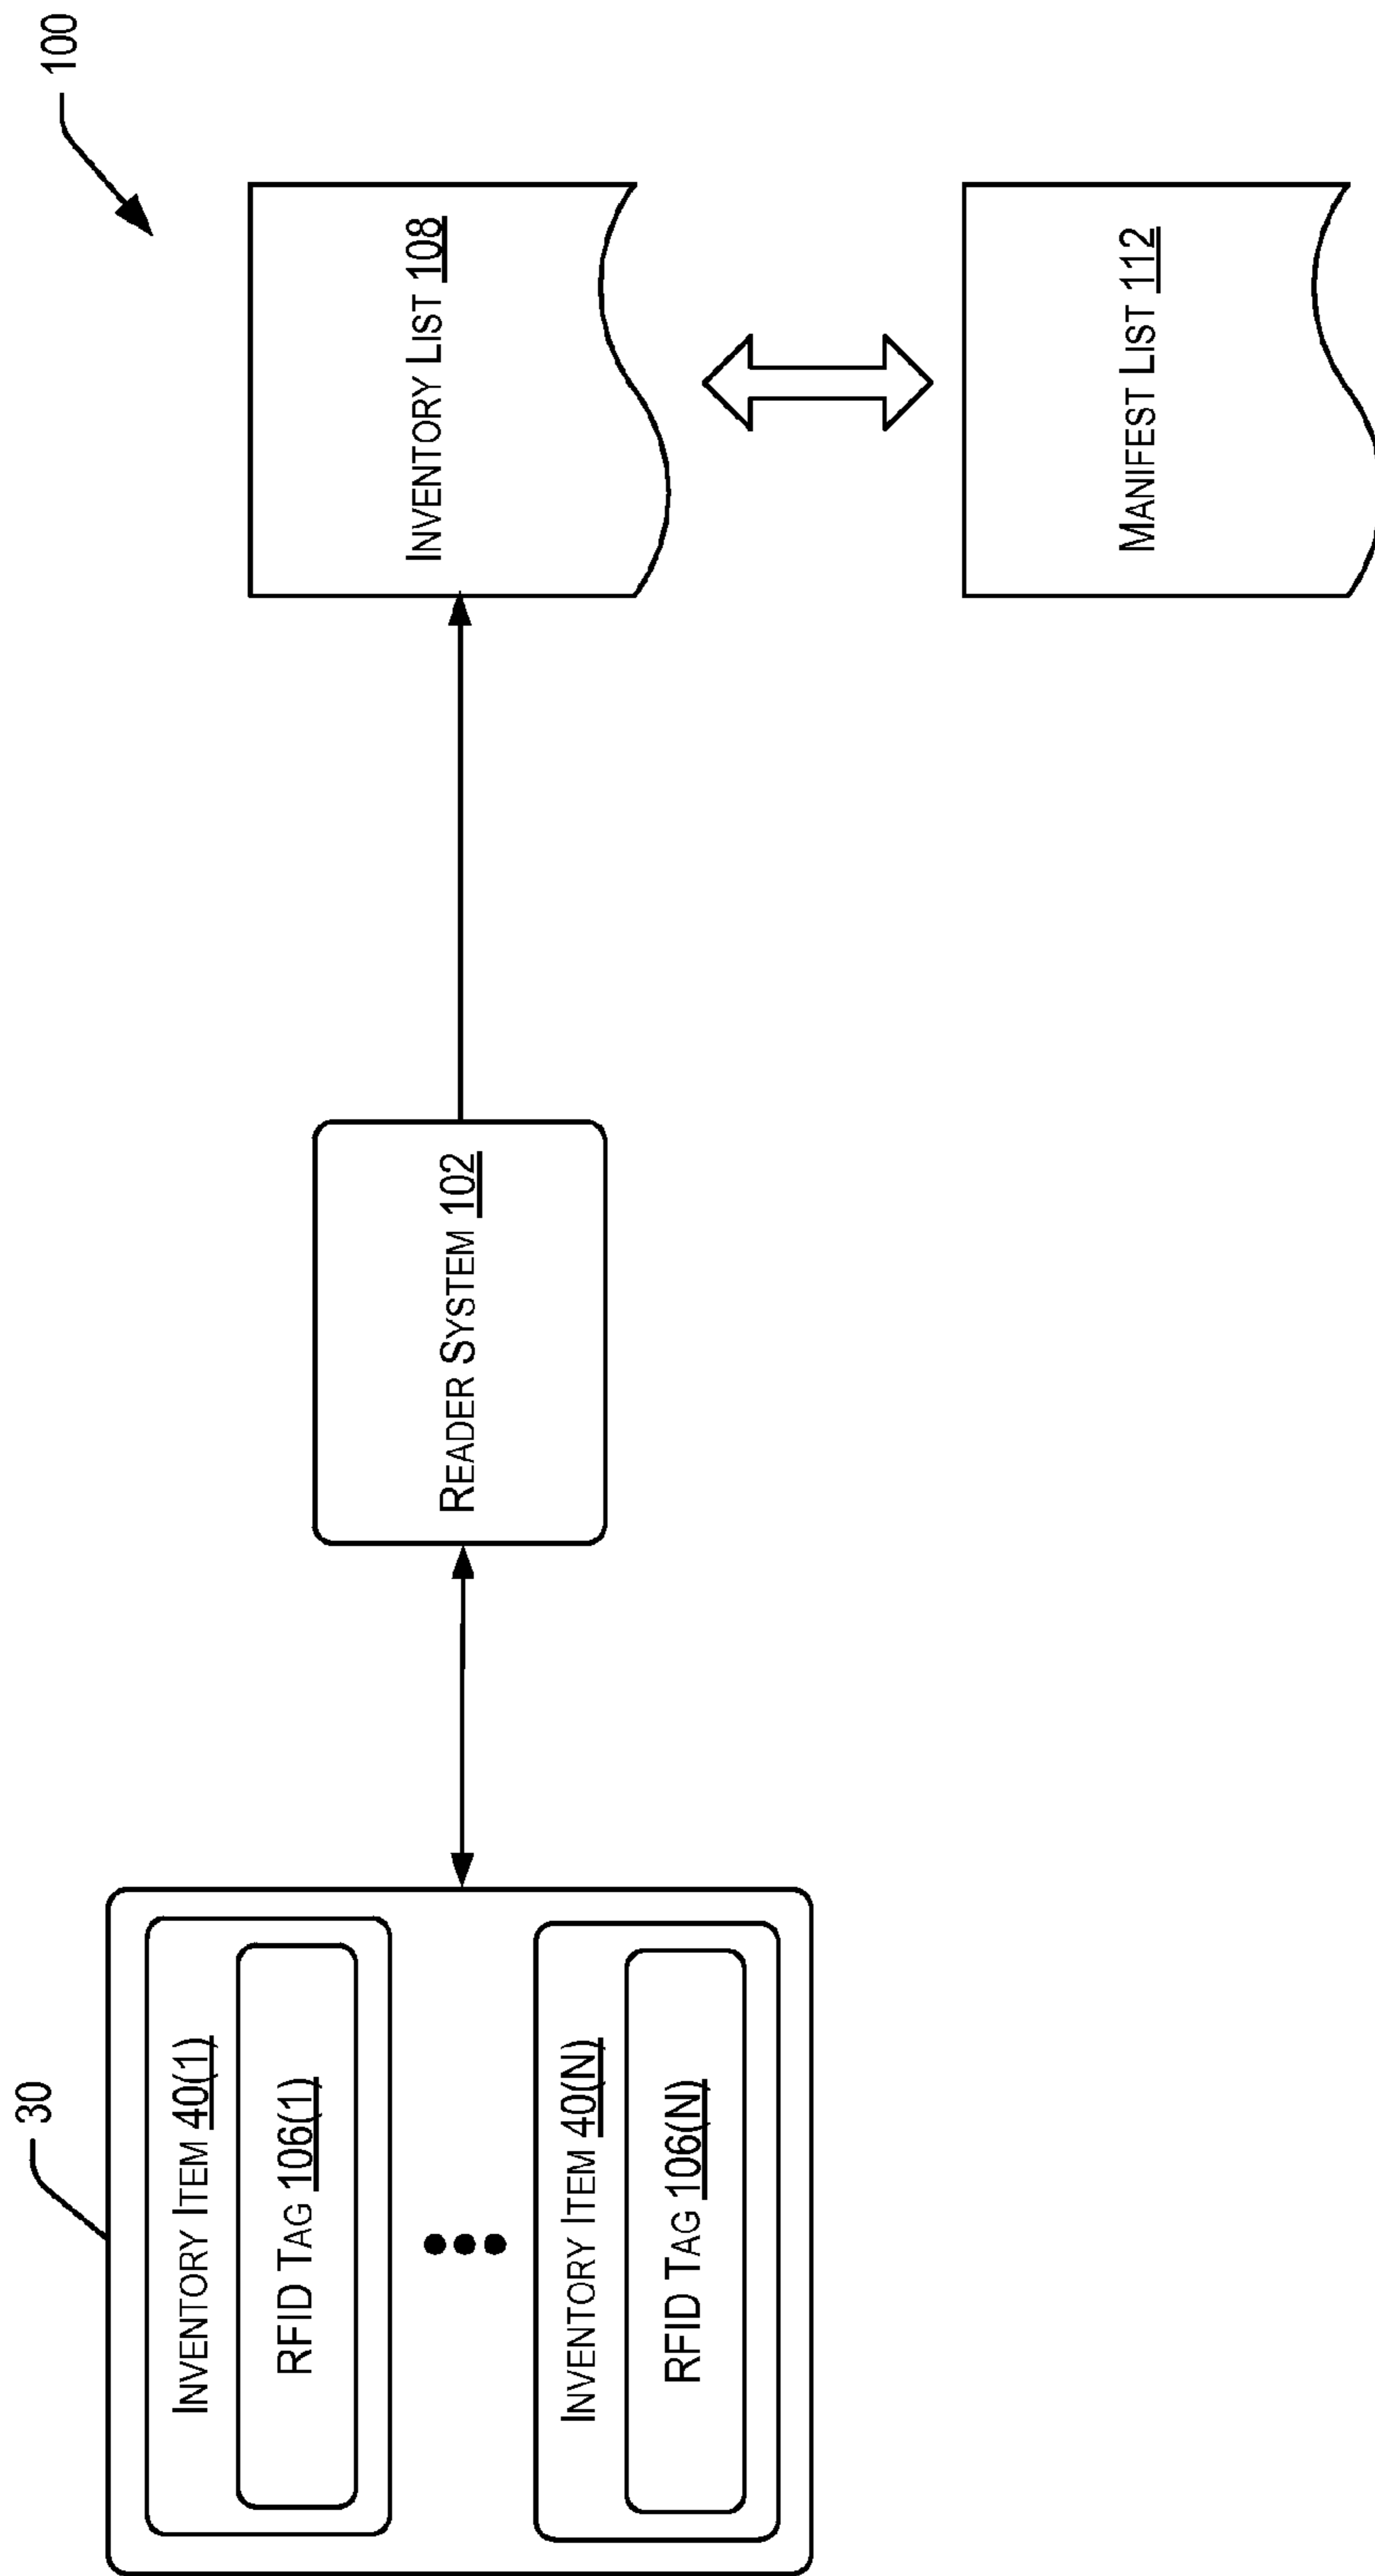 100
30
INVENTORY ITEM 40(1)
RFID TAG 106(1)
INVENTORY ITEM 40(N)
RFID TAG 106(N)
READER SYSTEM 102
INVENTORY LIST 108
MANIFEST LIST 112